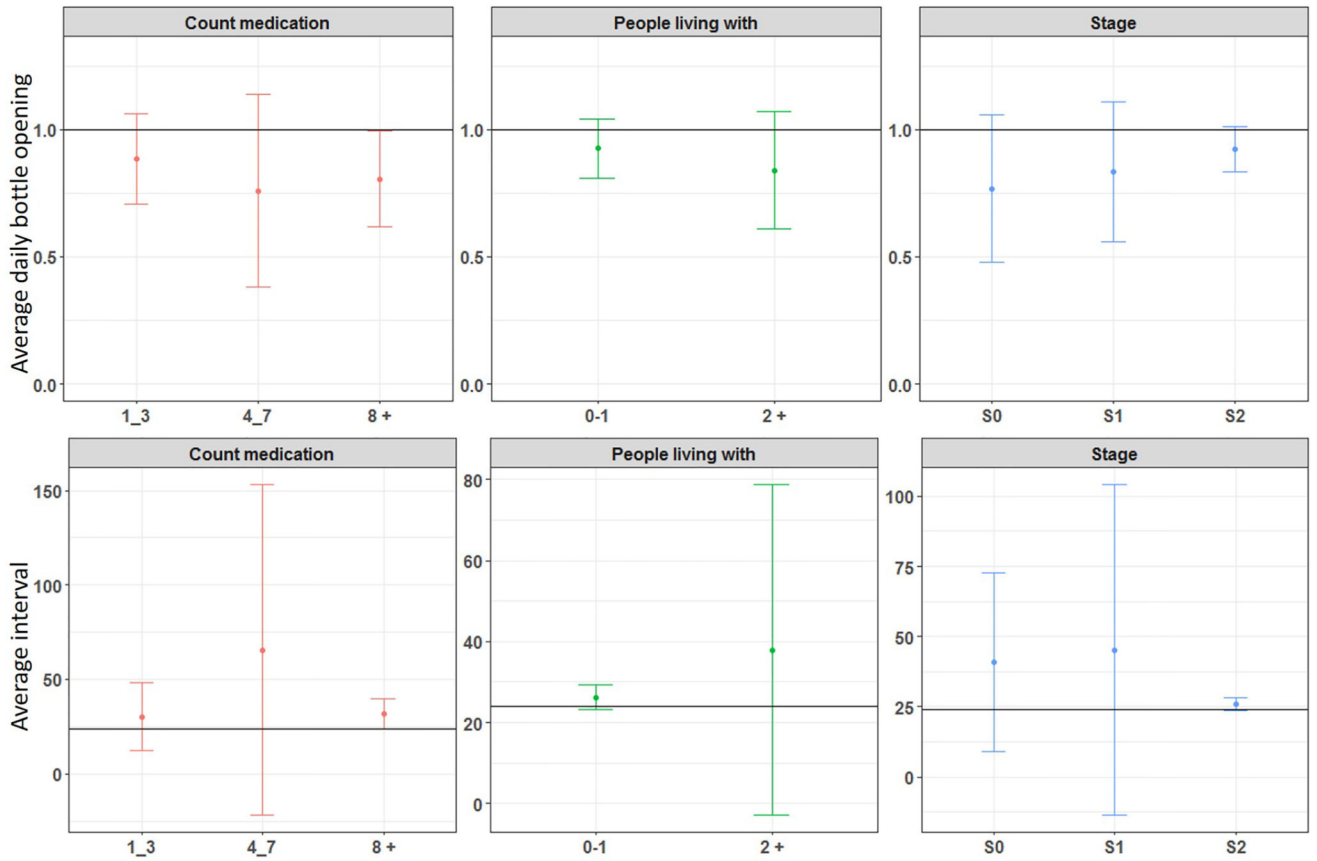 Count medication
People living with
Stage
Average daily bottle opening
1.0
0.5
0.0
1_3
4_7
8 +
1.0
0.5
0.0
0-1
2 +
1.0
0.5
0.0
S0
S1
S2
Count medication
People living with
Stage
Average interval
150
100
50
0
1_3
4_7
8 +
80
60
40
20
0
0-1
2 +
100
75
50
25
0
S0
S1
S2